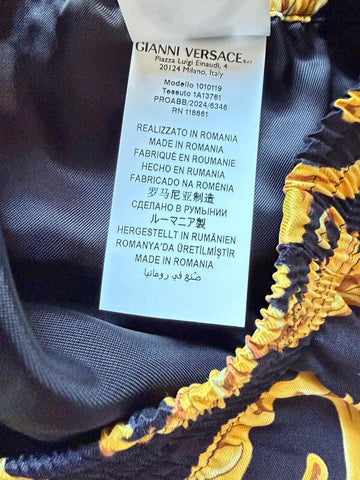 GIANNI VERSACE S.r.l.
Piazza Luigi Einaudi, 4
20124 Milano, Italy
Modello 1010119
Tessuto 1A13761
PROABB/2024/6346
RN 116861
REALIZZATO IN ROMANIA
MADE IN ROMANIA
FABRIQUÉ EN ROUMANIE
HECHO EN RUMANIA
FABRICADO NA ROMÉNIA
罗马尼亚制造
СДЕЛАНО В РУМЫНИИ
ルーマニア製
HERGESTELLT IN RUMÄNIEN
ROMANYA'DA ÜRETİLMİŞTİR
MADE IN ROMANIA
صُنع في رومانيا